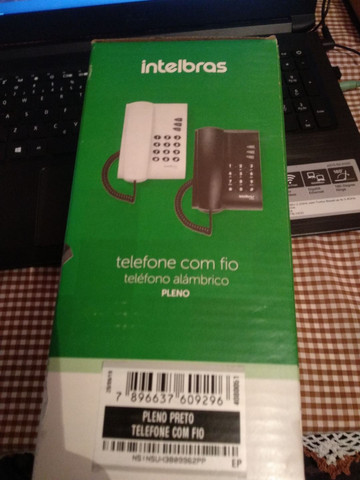 intelbras
telefone com fio
teléfono alámbrico
PLENO
7 896637 609296
PLENO PRETO
TELEFONE COM FIO
EP